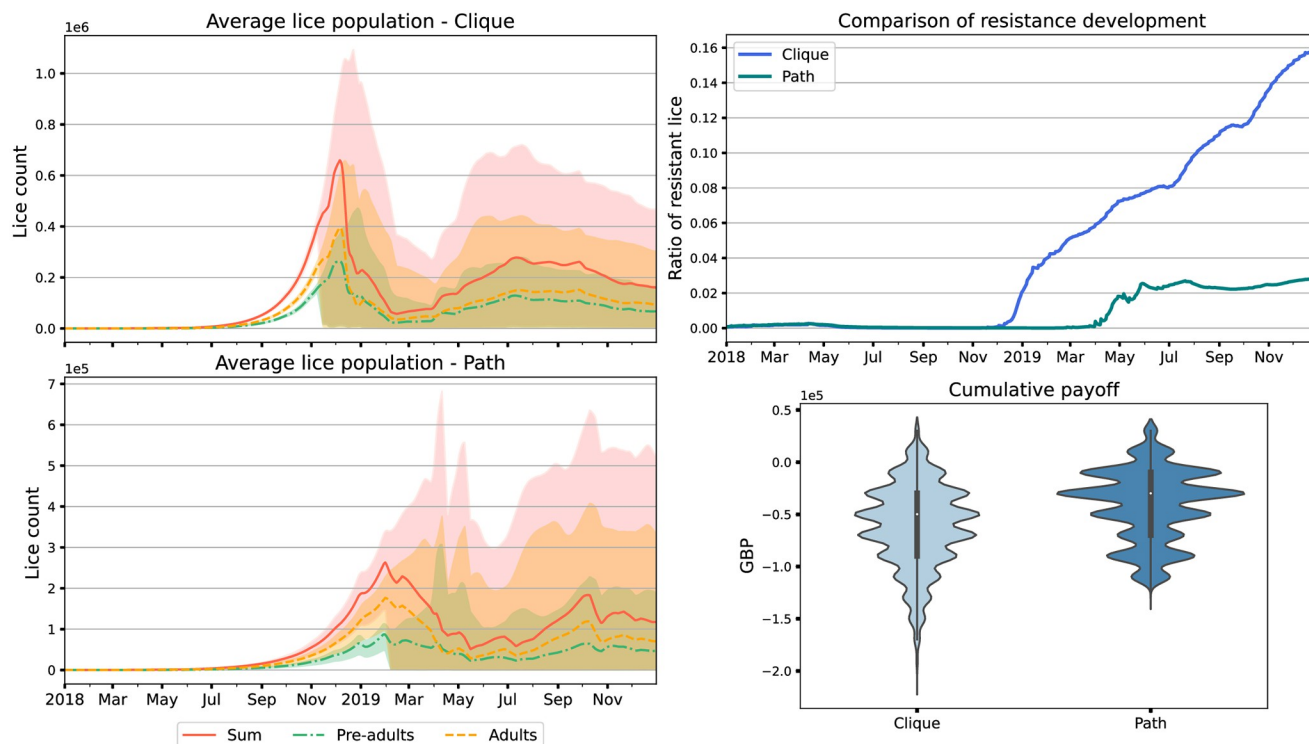 Average lice population - Clique
1e6
1.0
0.8
0.6
0.4
0.2
0.0
Lice count
Average lice population - Path
1e5
7
6
5
4
3
2
1
0
Lice count
2018 Mar May Jul Sep Nov 2019 Mar May Jul Sep Nov
Sum Pre-adults Adults
Comparison of resistance development
Clique
Path
0.16
0.14
0.12
0.10
0.08
0.06
0.04
0.02
0.00
Ratio of resistant lice
2018 Mar May Jul Sep Nov 2019 Mar May Jul Sep Nov
Cumulative payoff
1e5
0.5
0.0
−0.5
−1.0
−1.5
−2.0
GBP
Clique Path